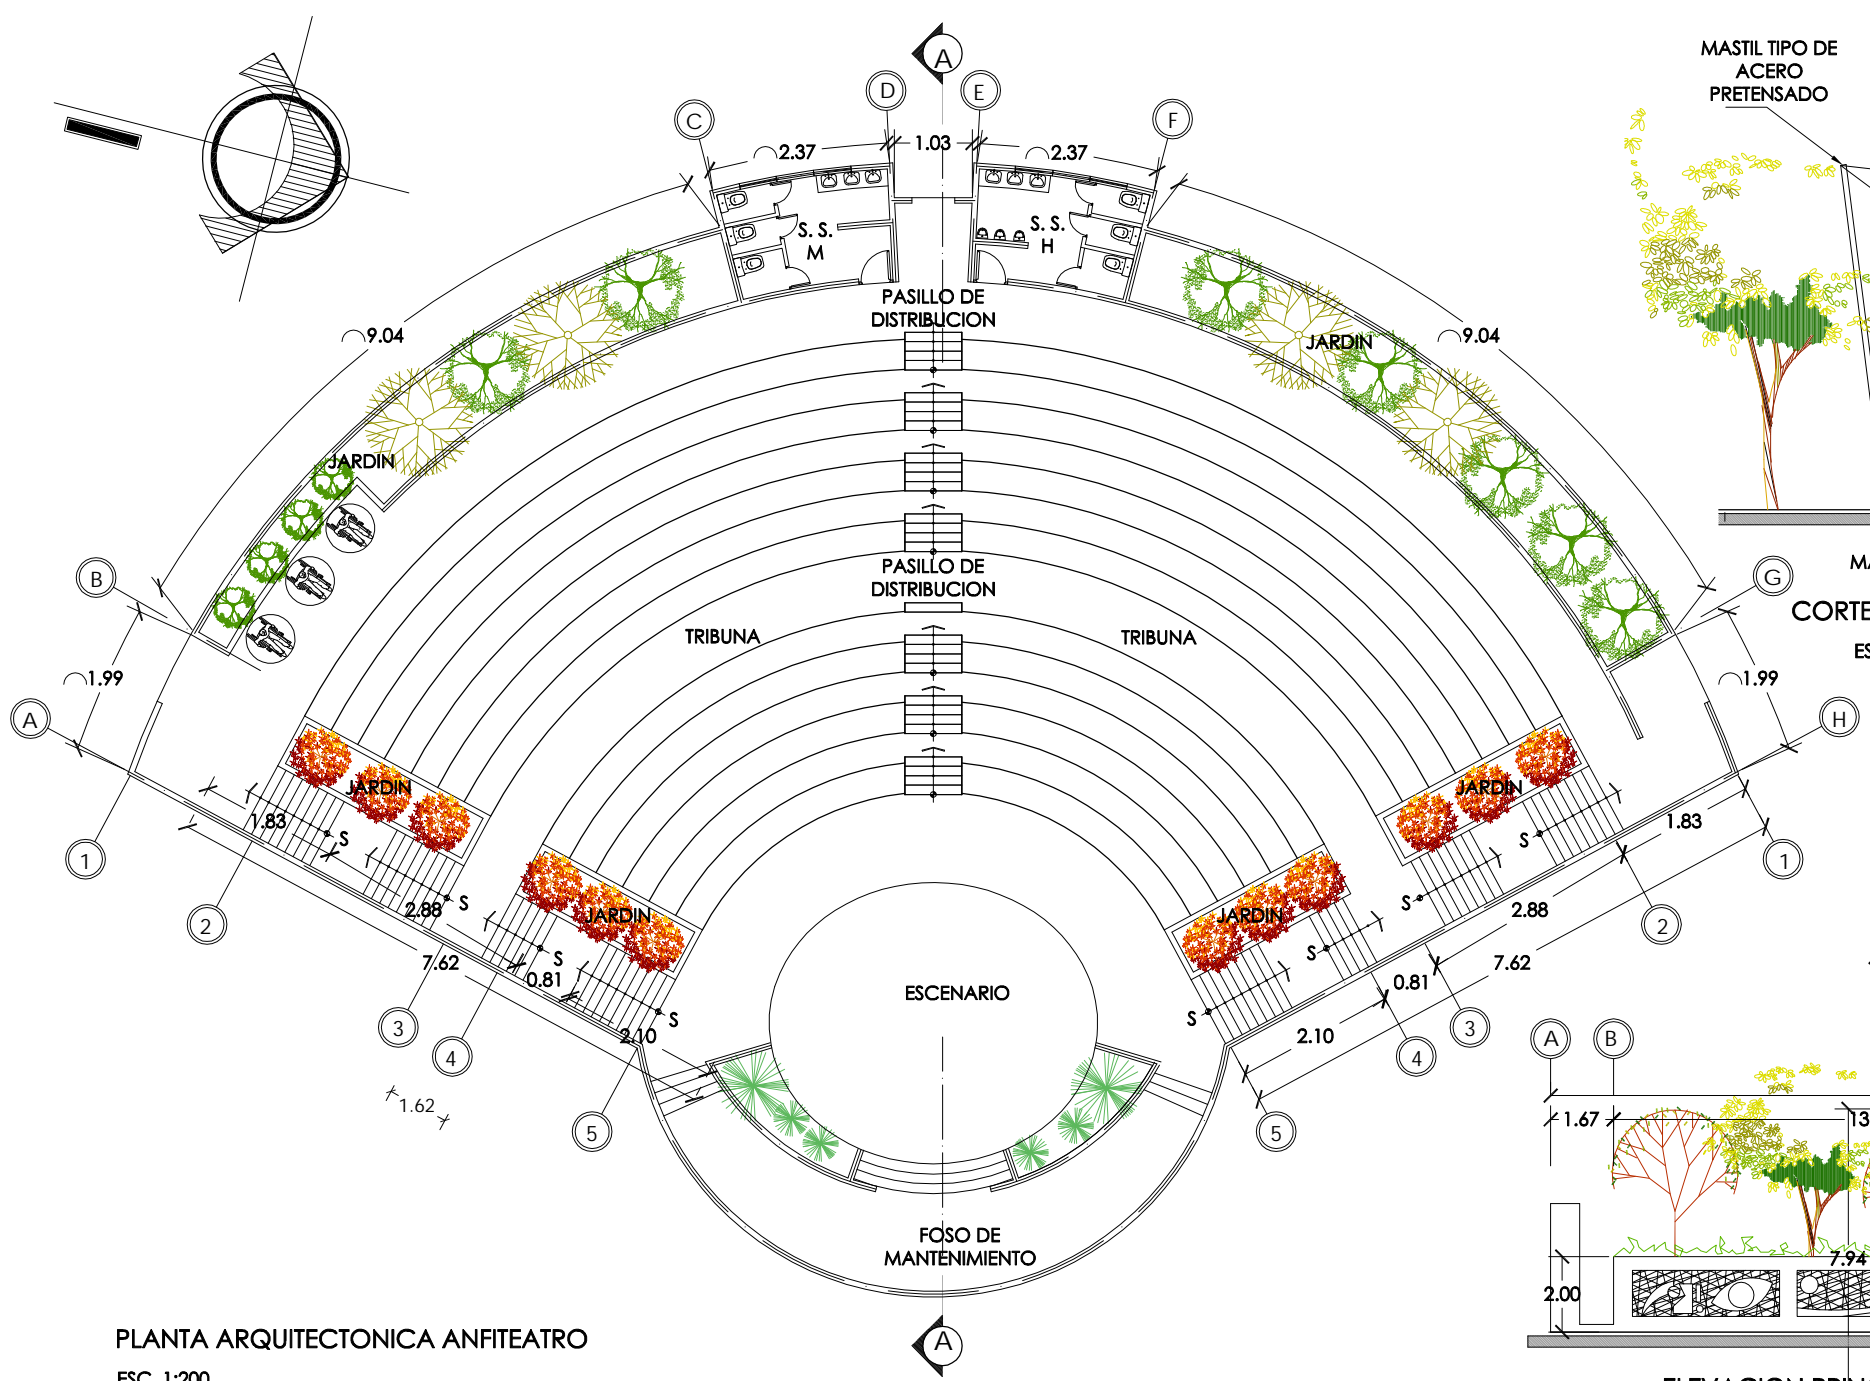 A
MASTIL TIPO DE
ACERO
PRETENSADO
D
E
C
F
2.37
1.03
2.37
S. S.
M
S. S.
H
PASILLO DE
DISTRIBUCION
9.04
JARDIN
9.04
JARDIN
PASILLO DE
DISTRIBUCION
B
G
TRIBUNA
TRIBUNA
CORTE
1.99
1.99
A
H
JARDIN
JARDIN
1.83
S
S
1.83
1
1
2.88
S
S
2.88
2
JARDIN
JARDIN
2
7.62
S
S
7.62
0.81
0.81
ESCENARIO
S
S
3
2.10
2.10
3
4
4
A
B
1.62
5
5
1.67
13
FOSO DE
MANTENIMIENTO
7.94
2.00
A
PLANTA ARQUITECTONICA ANFITEATRO
ESC. 1:200